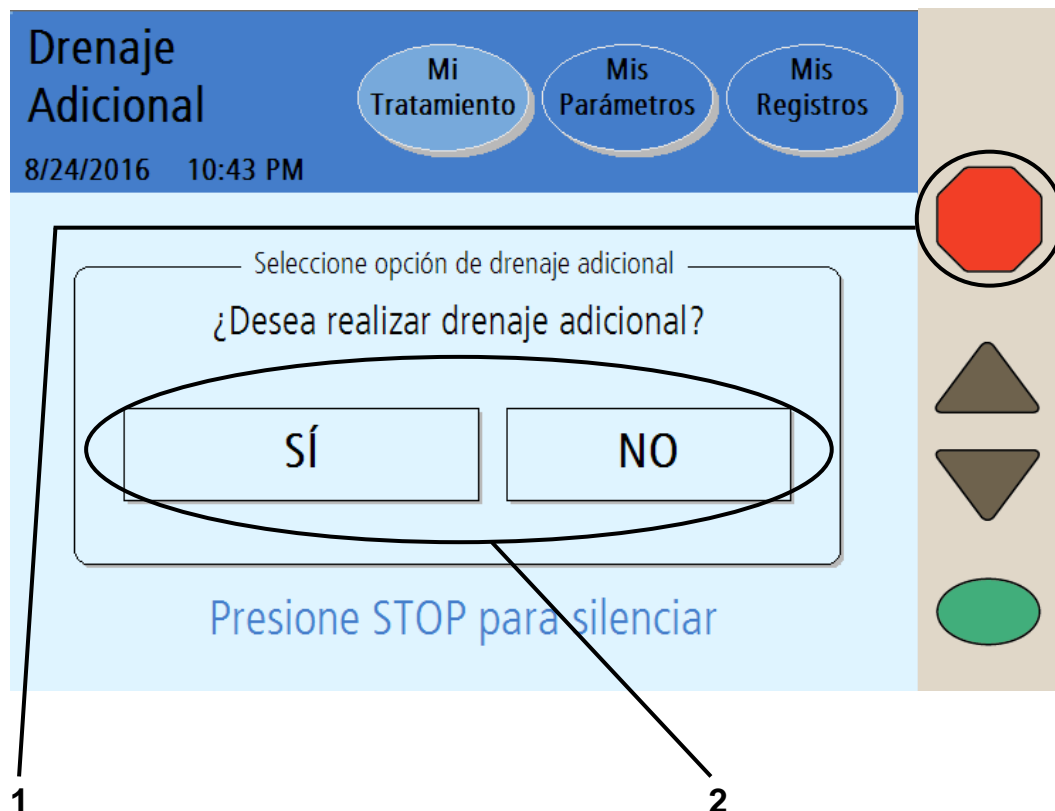 Drenaje
Adicional
8/24/2016 10:43 PM
Mi
Tratamiento
Mis
Parámetros
Mis
Registros
Seleccione opción de drenaje adicional
¿Desea realizar drenaje adicional?
SÍ
NO
Presione STOP para silenciar
1
2